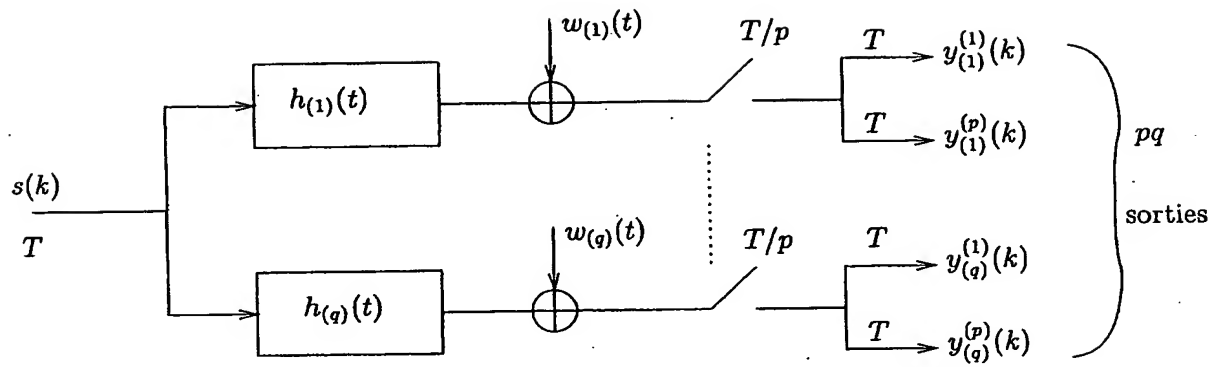 w_{(1)}(t)
T/p
T
y_{(1)}^{(1)}(k)
h_{(1)}(t)
T
y_{(1)}^{(p)}(k)
pq
s(k)
sorties
T
w_{(q)}(t)
T/p
T
y_{(q)}^{(1)}(k)
h_{(q)}(t)
T
y_{(q)}^{(p)}(k)